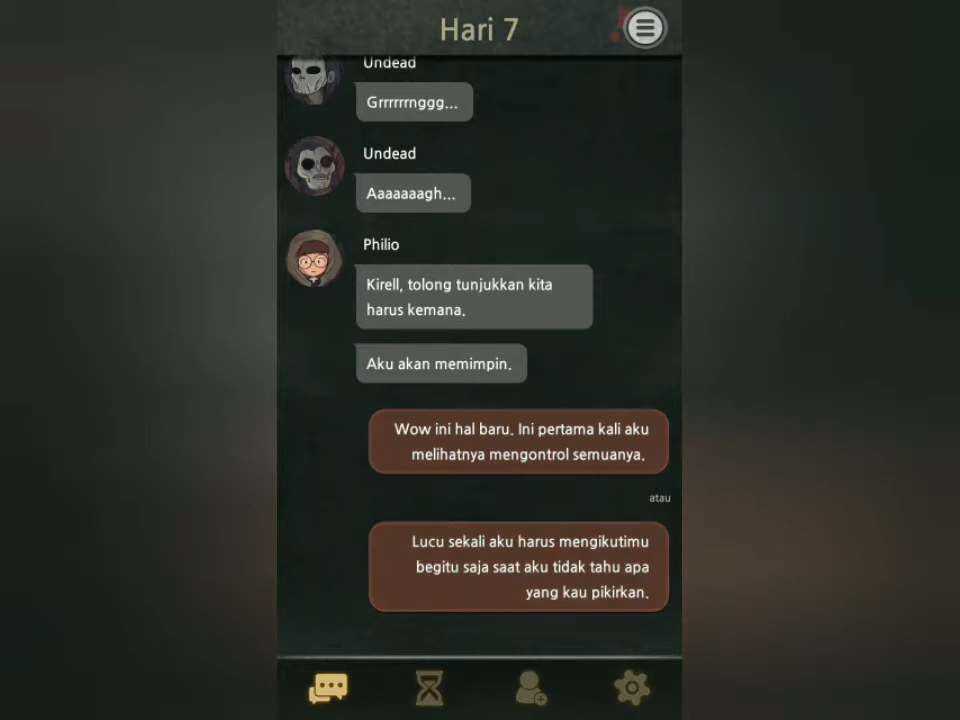 Hari 7
Undead
Grrrrrrnggg...
Undead
Aaaaaaagh...
Philio
Kirell, tolong tunjukkan kita
harus kemana.
Aku akan memimpin.
Wow ini hal baru. Ini pertama kali aku
melihatnya mengontrol semuanya.
atau
Lucu sekali aku harus mengikutimu
begitu saja saat aku tidak tahu apa
yang kau pikirkan.